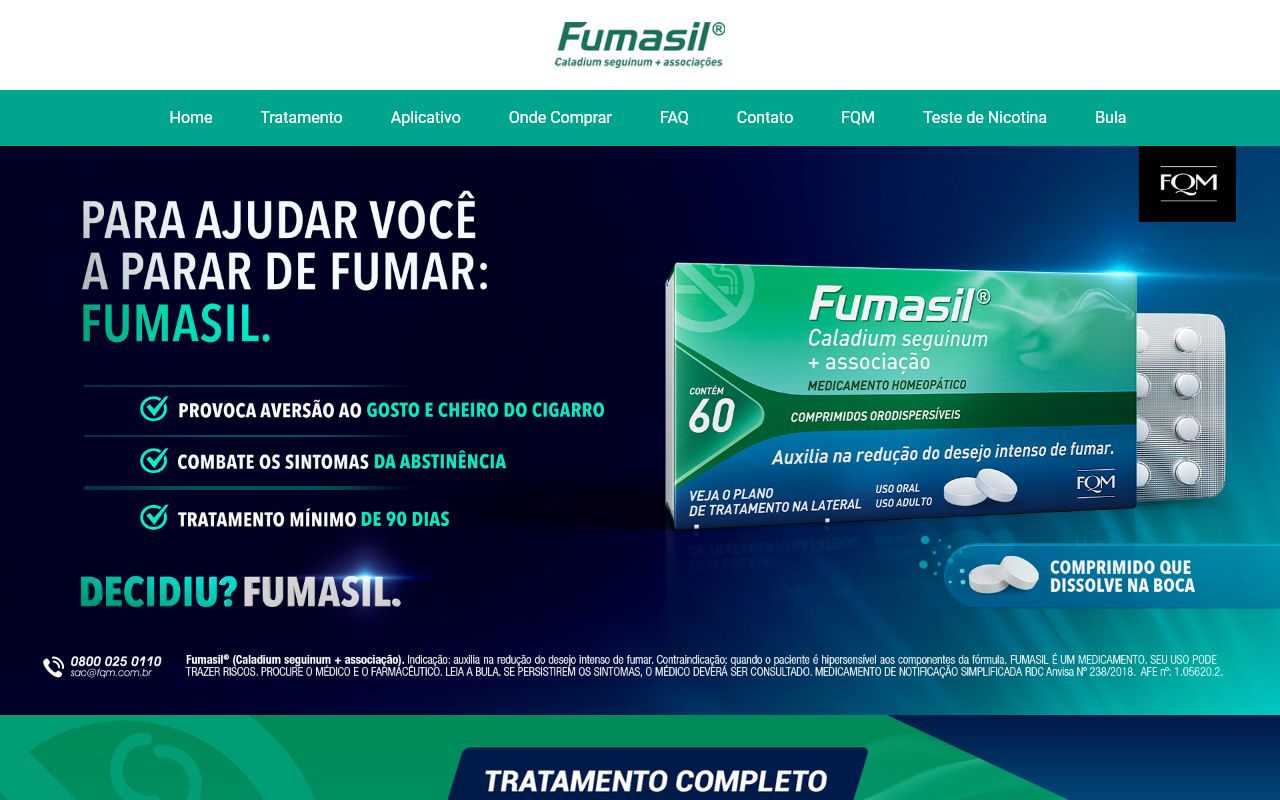 Fumasil®
Caladium seguinum + associações
Home
Tratamento
Aplicativo
Onde Comprar
FAQ
Contato
FQM
Teste de Nicotina
Bula
FQM
PARA AJUDAR VOCÊ
A PARAR DE FUMAR:
FUMASIL.
PROVOCA AVERSÃO AO GOSTO E CHEIRO DO CIGARRO
COMBATE OS SINTOMAS DA ABSTINÊNCIA
TRATAMENTO MÍNIMO DE 90 DIAS
DECIDIU? FUMASIL.
Fumasil®
Caladium seguinum
+ associação
MEDICAMENTO HOMEOPÁTICO
CONTÉM
60
COMPRIMIDOS ORODISPERSÍVEIS
Auxilia na redução do desejo intenso de fumar.
VEJA O PLANO
DE TRATAMENTO NA LATERAL
USO ORAL
USO ADULTO
FQM
COMPRIMIDO QUE
DISSOLVE NA BOCA
0800 025 0110
sac@fqm.com.br
Fumasil® (Caladium seguinum + associação). Indicação: auxilia na redução do desejo intenso de fumar. Contraindicação: quando o paciente é hipersensível aos componentes da fórmula. FUMASIL É UM MEDICAMENTO. SEU USO PODE
TRAZER RISCOS. PROCURE O MÉDICO E O FARMACÊUTICO. LEIA A BULA. SE PERSISTIREM OS SINTOMAS, O MÉDICO DEVERÁ SER CONSULTADO. MEDICAMENTO DE NOTIFICAÇÃO SIMPLIFICADA RDC Anvisa Nº 238/2018. AFE nº: 1.05620.2.
TRATAMENTO COMPLETO